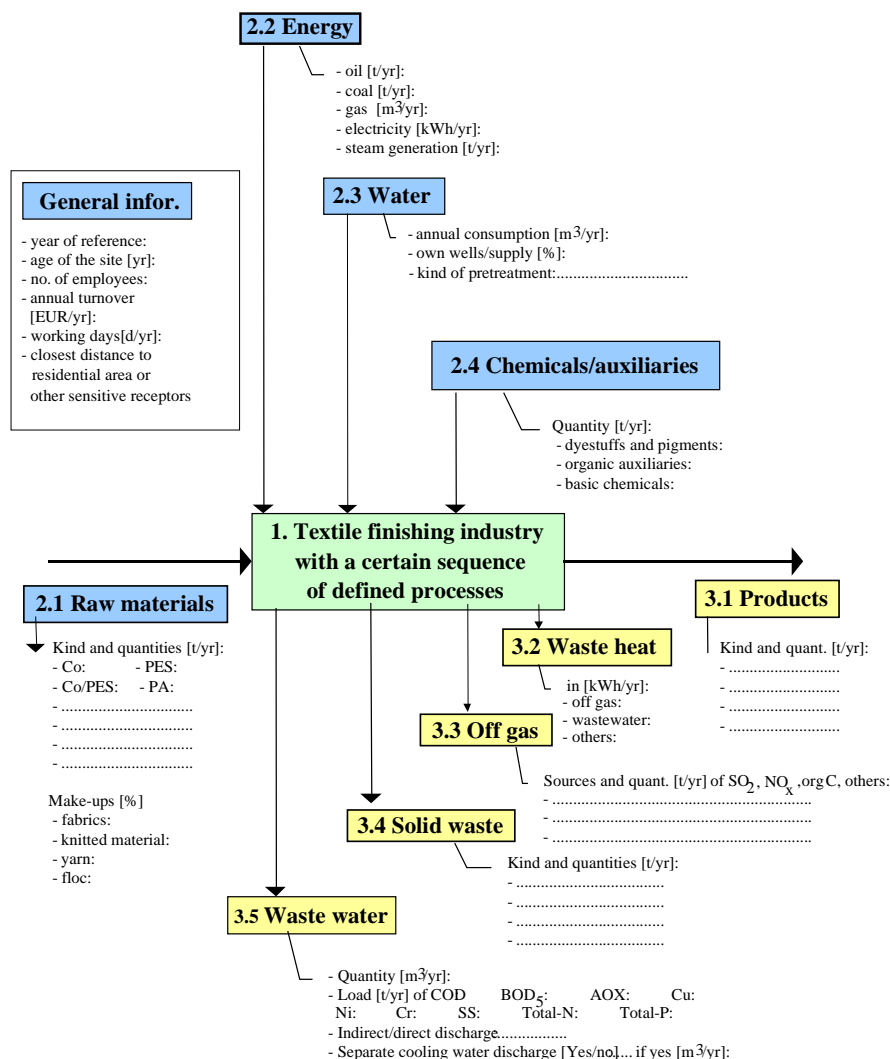 2.2 Energy
- oil [t/yr]:
- coal [t/yr]:
- gas [m3/yr]:
- electricity [kWh/yr]:
- steam generation [t/yr]:
General infor.
- year of reference:
- age of the site [yr]:
- no. of employees:
- annual turnover
[EUR/yr]:
- working days[d/yr]:
- closest distance to
residential area or
other sensitive receptors
2.3 Water
- annual consumption [m3/yr]:
- own wells/supply [%]:
- kind of pretreatment:.................................
2.4 Chemicals/auxiliaries
Quantity [t/yr]:
- dyestuffs and pigments:
- organic auxiliaries:
- basic chemicals:
1. Textile finishing industry
with a certain sequence
of defined processes
2.1 Raw materials
Kind and quantities [t/yr]:
- Co: - PES:
- Co/PES: - PA:
- .................................
- .................................
- .................................
- .................................
Make-ups [%]
- fabrics:
- knitted material:
- yarn:
- floc:
3.1 Products
Kind and quant. [t/yr]:
- ............................
- ............................
- ............................
- ............................
3.2 Waste heat
in [kWh/yr]:
- off gas:
- wastewater:
- others:
3.3 Off gas
Sources and quant. [t/yr] of SO2, NOx ,org C, others:
- .................................................................
- .................................................................
- .................................................................
3.4 Solid waste
Kind and quantities [t/yr]:
- .....................................
- .....................................
- .....................................
- .....................................
3.5 Waste water
- Quantity [m3/yr]:
- Load [t/yr] of COD BOD5: AOX: Cu:
Ni: Cr: SS: Total-N: Total-P:
- Indirect/direct discharge..................
- Separate cooling water discharge [Yes/no]..... if yes [m3/yr]: